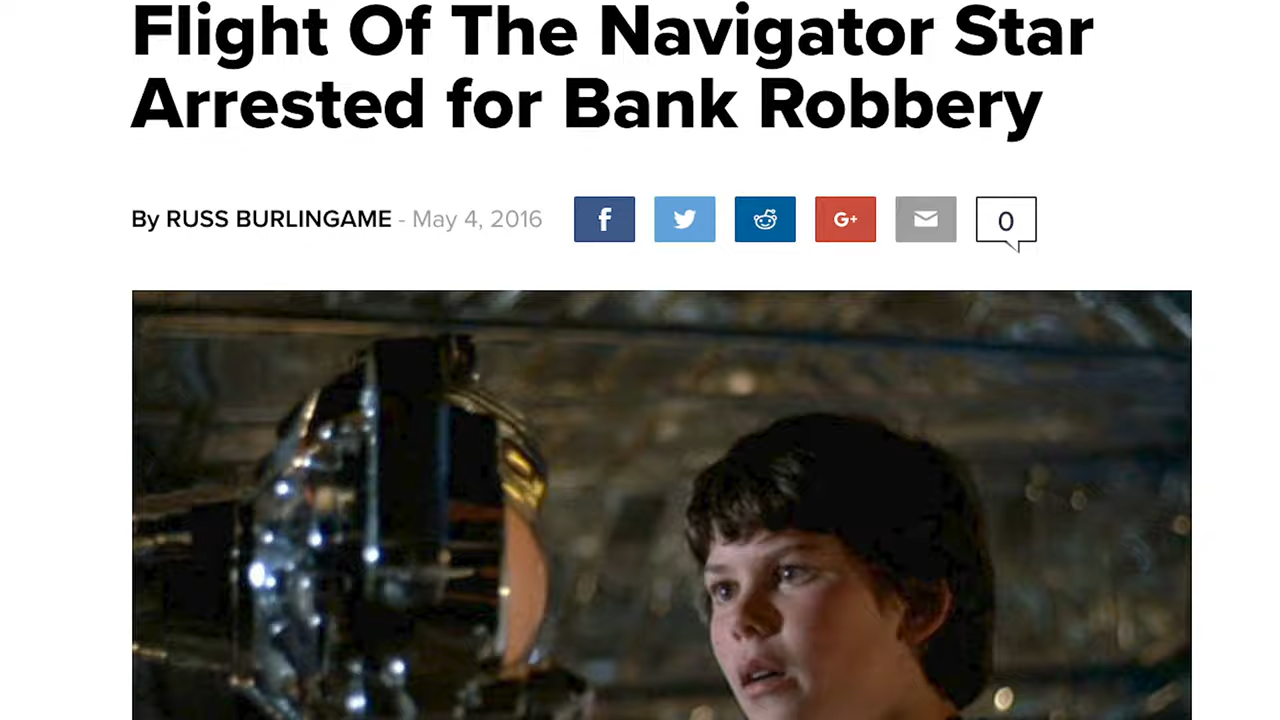 Flight Of The Navigator Star
Arrested for Bank Robbery
By RUSS BURLINGAME - May 4, 2016
f
G+
0